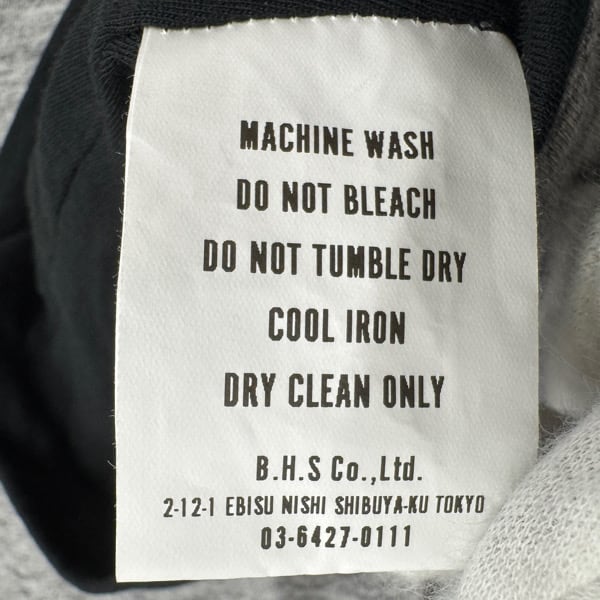 MACHINE WASH
DO NOT BLEACH
DO NOT TUMBLE DRY
COOL IRON
DRY CLEAN ONLY
B.H.S Co.,Ltd.
2-12-1 EBISU NISHI SHIBUYA-KU TOKYO
03-6427-0111